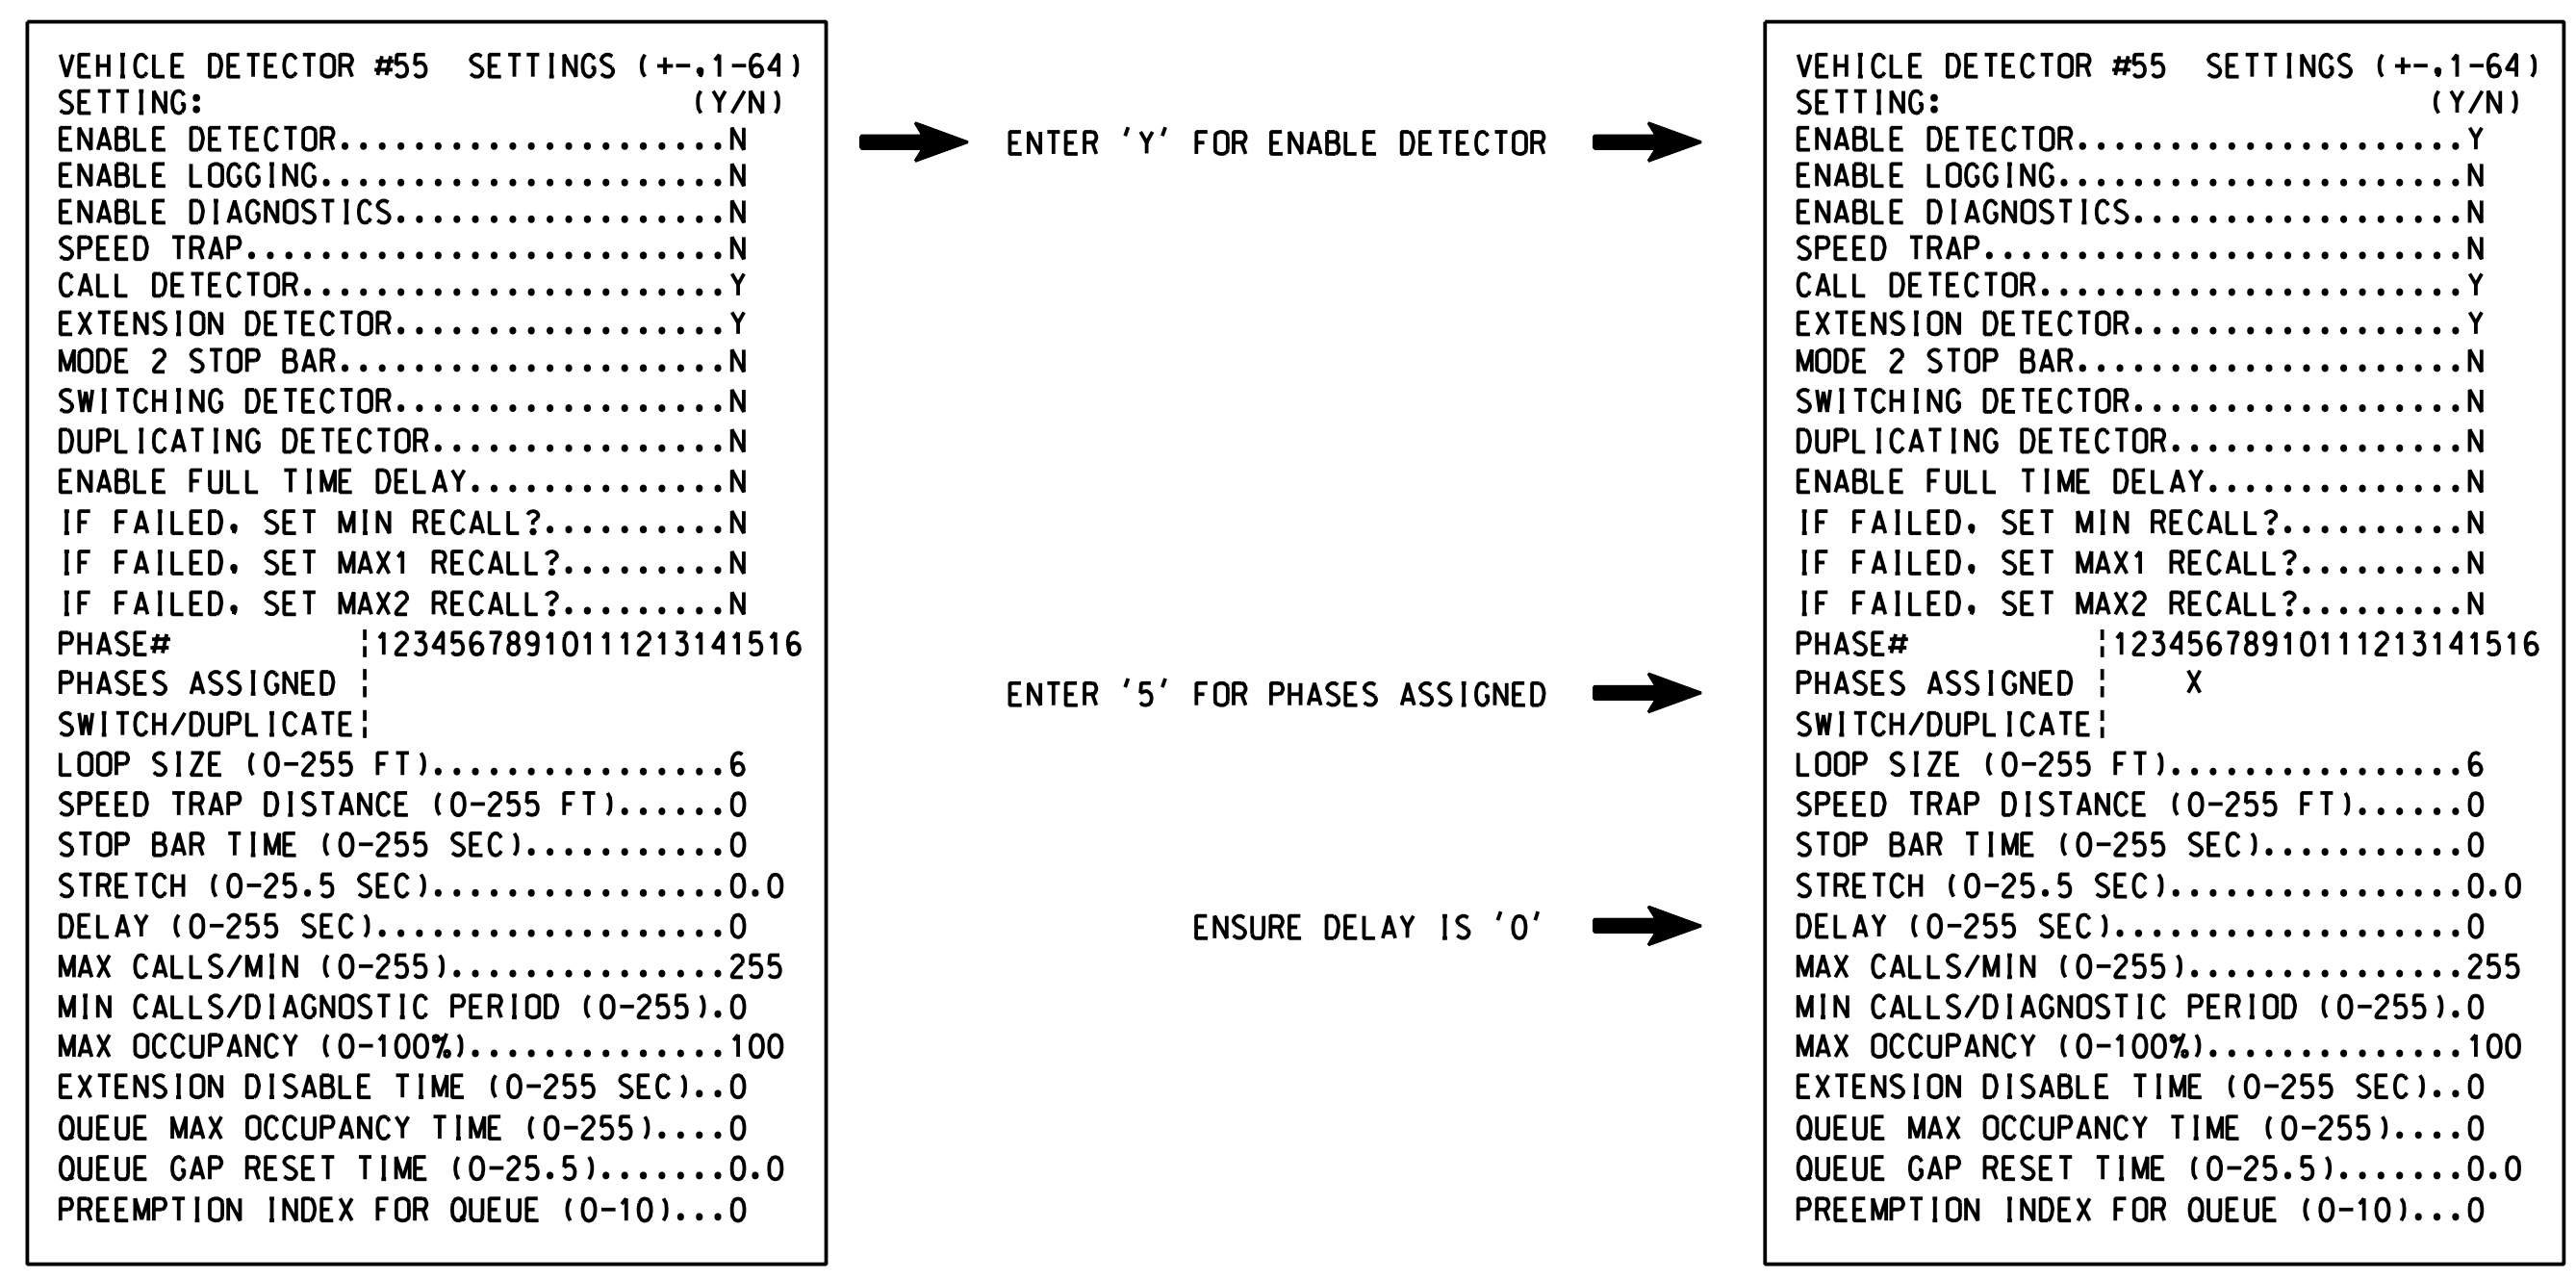 VEHICLE DETECTOR #55  SETTINGS (+-,1-64)
SETTING:                          (Y/N)
ENABLE DETECTOR.....................N
ENABLE LOGGING......................N
ENABLE DIAGNOSTICS..................N
SPEED TRAP..........................N
CALL DETECTOR.......................Y
EXTENSION DETECTOR..................Y
MODE 2 STOP BAR.....................N
SWITCHING DETECTOR..................N
DUPLICATING DETECTOR................N
ENABLE FULL TIME DELAY..............N
IF FAILED, SET MIN RECALL?..........N
IF FAILED, SET MAX1 RECALL?.........N
IF FAILED, SET MAX2 RECALL?.........N
PHASE#          |12345678910111213141516
PHASES ASSIGNED |
SWITCH/DUPLICATE|
LOOP SIZE (0-255 FT)................6
SPEED TRAP DISTANCE (0-255 FT)......0
STOP BAR TIME (0-255 SEC)...........0
STRETCH (0-25.5 SEC)................0.0
DELAY (0-255 SEC)...................0
MAX CALLS/MIN (0-255)...............255
MIN CALLS/DIAGNOSTIC PERIOD (0-255).0
MAX OCCUPANCY (0-100%)..............100
EXTENSION DISABLE TIME (0-255 SEC)..0
QUEUE MAX OCCUPANCY TIME (0-255)....0
QUEUE GAP RESET TIME (0-25.5).......0.0
PREEMPTION INDEX FOR QUEUE (0-10)...0
ENTER 'Y' FOR ENABLE DETECTOR
ENTER '5' FOR PHASES ASSIGNED
ENSURE DELAY IS '0'
VEHICLE DETECTOR #55  SETTINGS (+-,1-64)
SETTING:                          (Y/N)
ENABLE DETECTOR.....................Y
ENABLE LOGGING......................N
ENABLE DIAGNOSTICS..................N
SPEED TRAP..........................N
CALL DETECTOR.......................Y
EXTENSION DETECTOR..................Y
MODE 2 STOP BAR.....................N
SWITCHING DETECTOR..................N
DUPLICATING DETECTOR................N
ENABLE FULL TIME DELAY..............N
IF FAILED, SET MIN RECALL?..........N
IF FAILED, SET MAX1 RECALL?.........N
IF FAILED, SET MAX2 RECALL?.........N
PHASE#          |12345678910111213141516
PHASES ASSIGNED |    X
SWITCH/DUPLICATE|
LOOP SIZE (0-255 FT)................6
SPEED TRAP DISTANCE (0-255 FT)......0
STOP BAR TIME (0-255 SEC)...........0
STRETCH (0-25.5 SEC)................0.0
DELAY (0-255 SEC)...................0
MAX CALLS/MIN (0-255)...............255
MIN CALLS/DIAGNOSTIC PERIOD (0-255).0
MAX OCCUPANCY (0-100%)..............100
EXTENSION DISABLE TIME (0-255 SEC)..0
QUEUE MAX OCCUPANCY TIME (0-255)....0
QUEUE GAP RESET TIME (0-25.5).......0.0
PREEMPTION INDEX FOR QUEUE (0-10)...0